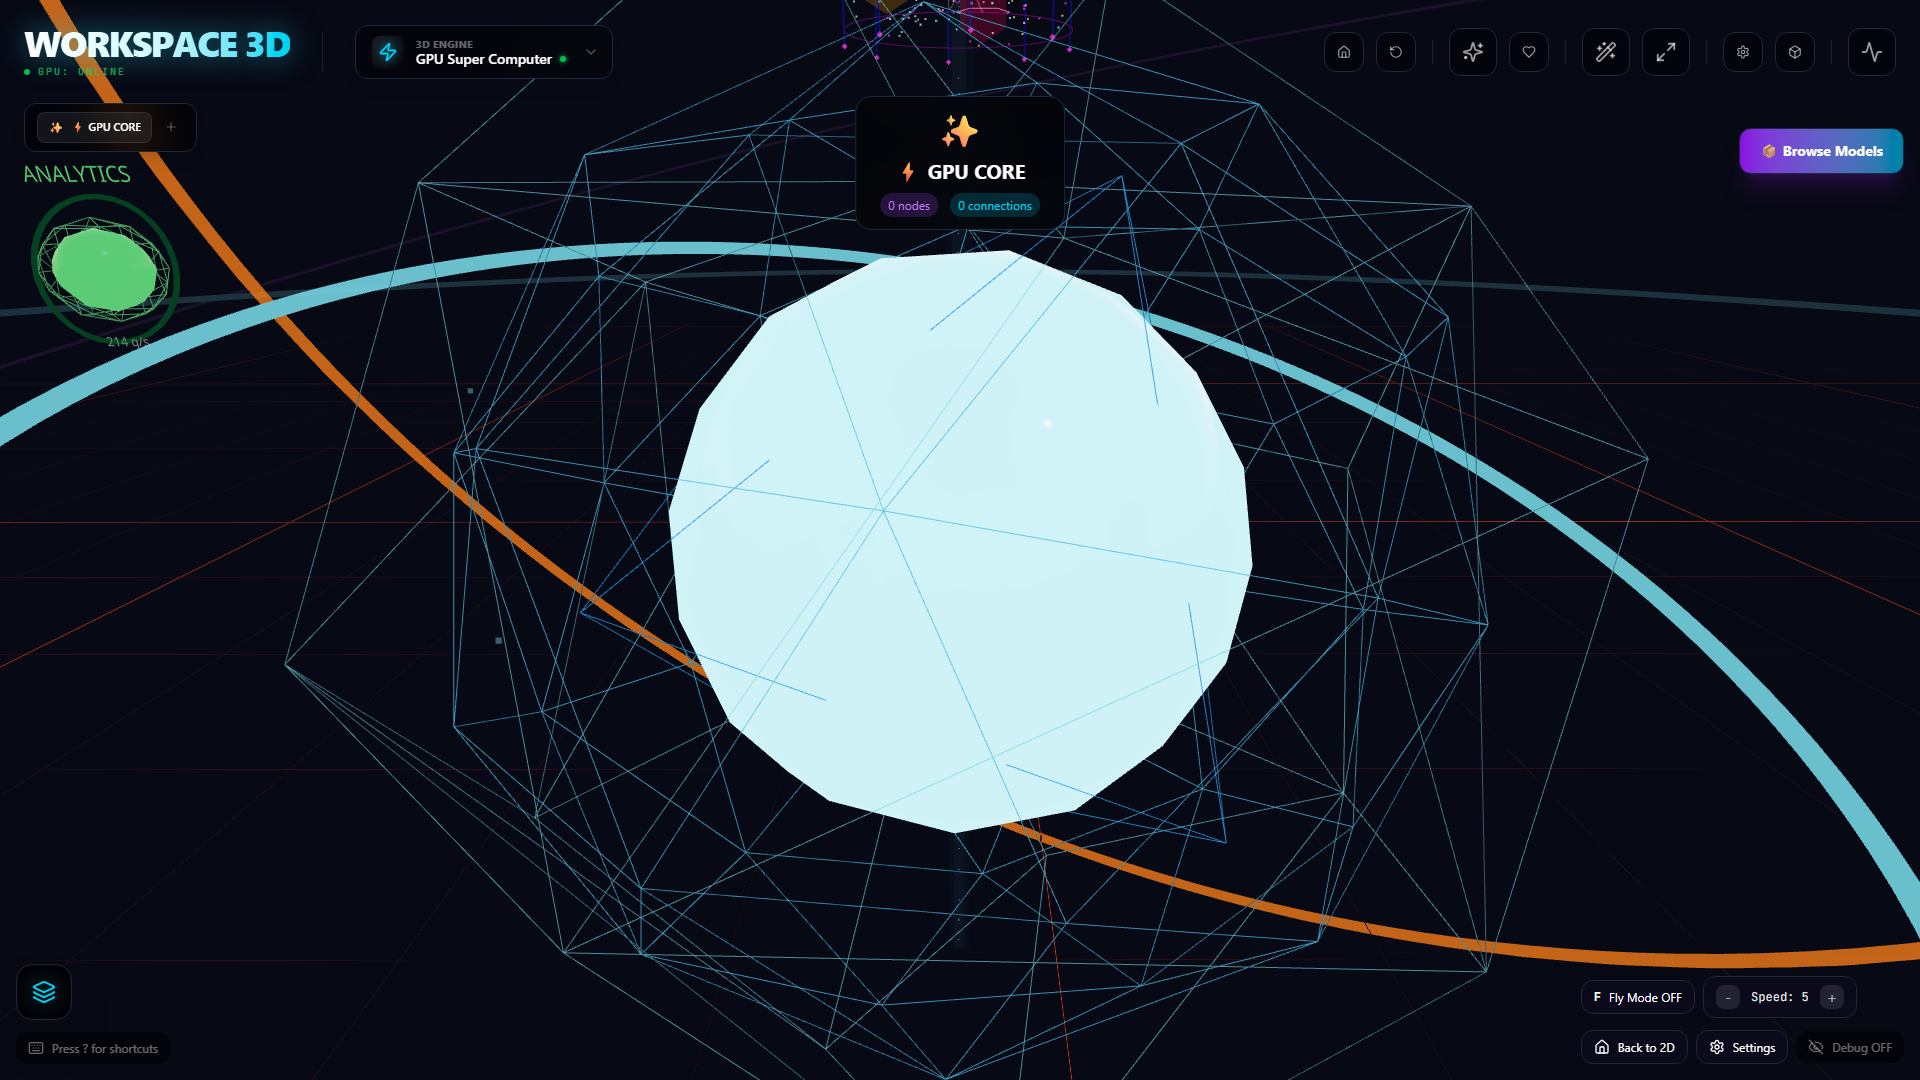 WORKSPACE 3D
GPU: ONLINE
3D ENGINE
GPU Super Computer
GPU CORE
+
ANALYTICS
214 q/s
GPU CORE
0 nodes
0 connections
Browse Models
F Fly Mode OFF
- Speed: 5 +
Press ? for shortcuts
Back to 2D
Settings
Debug OFF